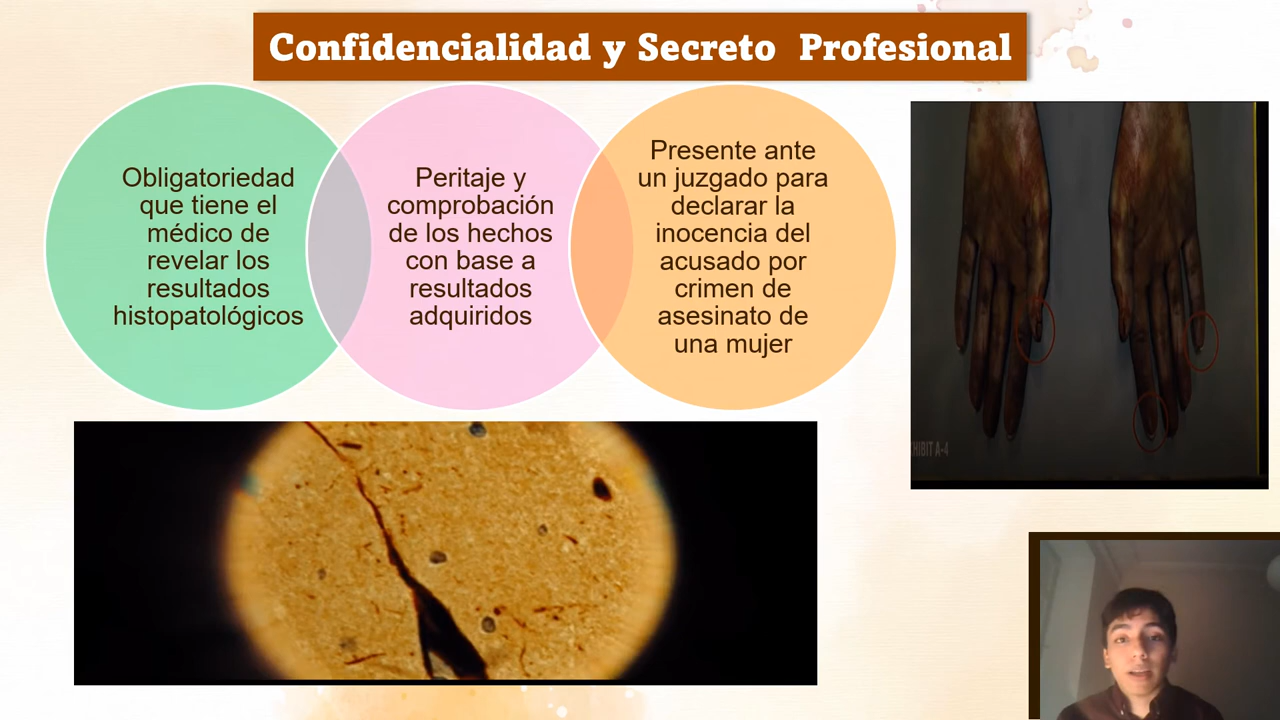 Confidencialidad y Secreto Profesional
Obligatoriedad
que tiene el
médico de
revelar los
resultados
histopatológicos
Peritaje y
comprobación
de los hechos
con base a
resultados
adquiridos
Presente ante
un juzgado para
declarar la
inocencia del
acusado por
crimen de
asesinato de
una mujer
HIBIT A-4